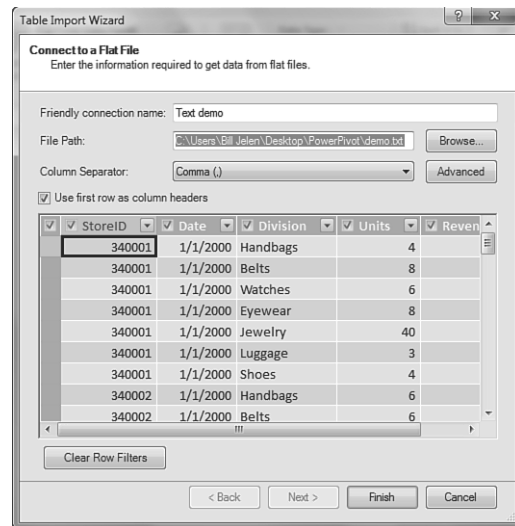 Table Import Wizard
Connect to a Flat File
Enter the information required to get data from flat files.
Friendly connection name: Text demo
File Path: C:\Users\Bill Jelen\Desktop\PowerPivot\demo.txt Browse...
Column Separator: Comma (,) Advanced
Use first row as column headers
StoreID Date Division Units Reven
340001 1/1/2000 Handbags 4
340001 1/1/2000 Belts 8
340001 1/1/2000 Watches 6
340001 1/1/2000 Eyewear 8
340001 1/1/2000 Jewelry 40
340001 1/1/2000 Luggage 3
340001 1/1/2000 Shoes 4
340002 1/1/2000 Handbags 6
340002 1/1/2000 Belts 6
Clear Row Filters
< Back Next > Finish Cancel